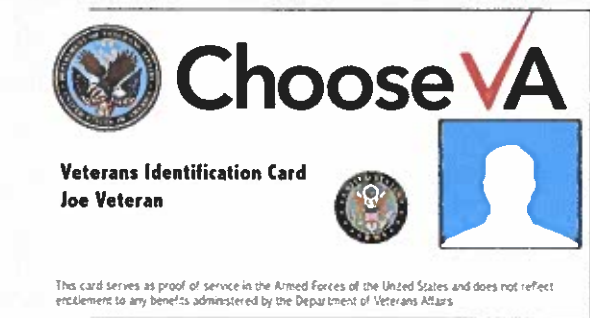 Choose VA
Veterans Identification Card
Joe Veteran
This card serves as proof of service in the Armed Forces of the United States and does not reflect
entitlement to any benefits administered by the Department of Veterans Affairs